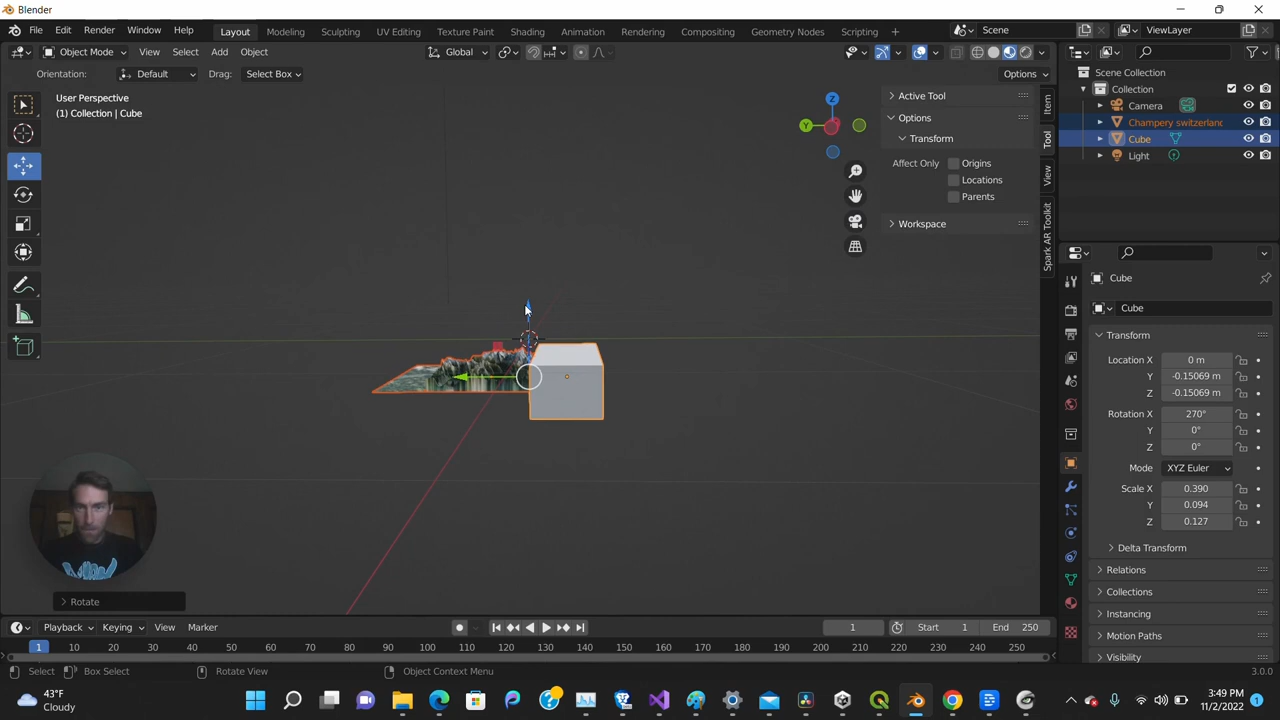 Blender
File Edit Render Window Help Layout Modeling Sculpting UV Editing Texture Paint Shading Animation Rendering Compositing Geometry Nodes Scripting + Scene ViewLayer
Object Mode View Select Add Object Global
Orientation: Default Drag: Select Box Options
User Perspective
(1) Collection | Cube
Z
Y
Active Tool
Options
Transform
Affect Only Origins
Locations
Parents
Workspace
Item
Tool
View
Spark AR Toolkit
Scene Collection
Collection
Camera
Champery switzerland
Cube
Light
Cube
Cube
Transform
Location X 0 m
Y -0.15069 m
Z -0.15069 m
Rotation X 270°
Y 0°
Z 0°
Mode XYZ Euler
Scale X 0.390
Y 0.094
Z 0.127
Delta Transform
Relations
Collections
Instancing
Motion Paths
Visibility
Rotate
Playback Keying View Marker 1 Start 1 End 250
1 10 20 30 40 50 60 70 80 90 100 110 120 130 140 150 160 170 180 190 200 210 220 230 240 250
Select Box Select Rotate View Object Context Menu 3.0.0
43°F
Cloudy
3:49 PM
11/2/2022